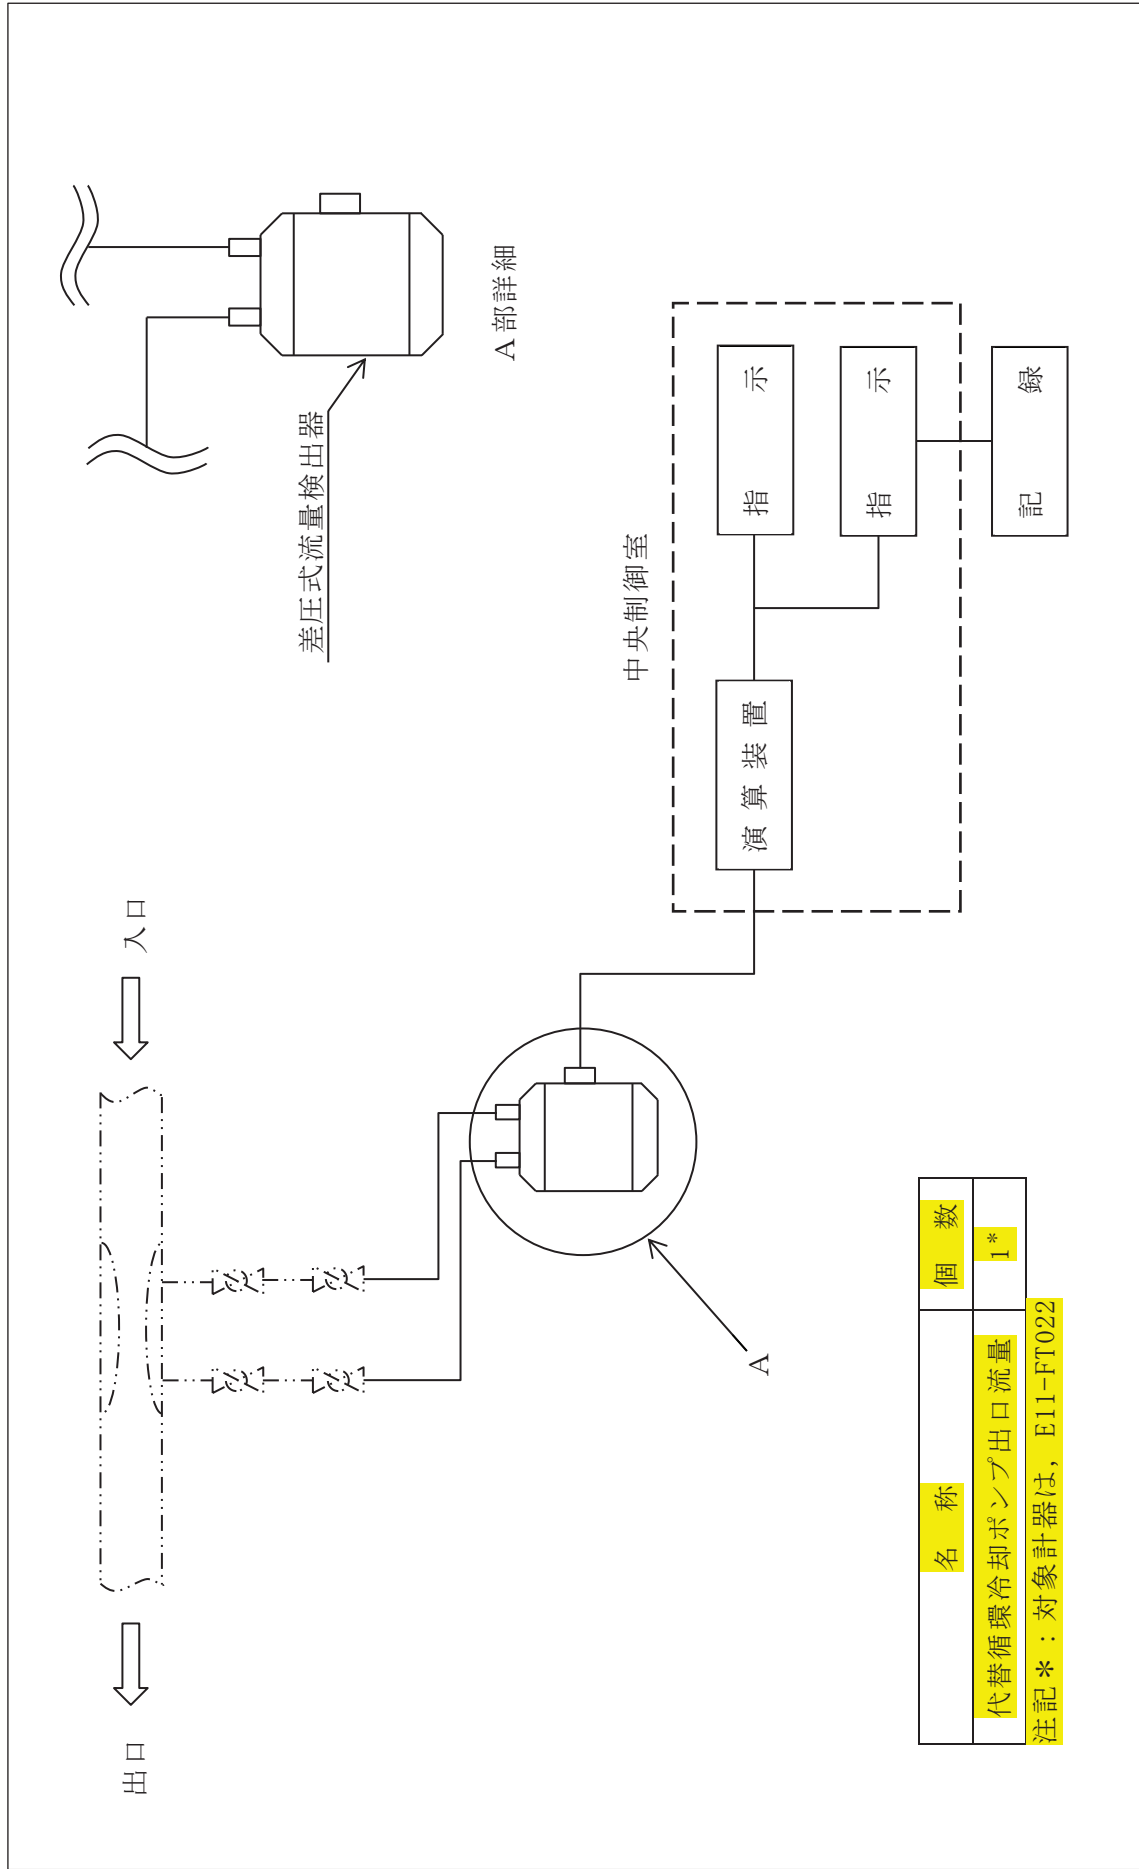 出口
入口
差圧式流量検出器
A部詳細
A
中央制御室
演算装置
指示
指示
記録
名称 個数
代替循環冷却ポンプ出口流量 1*
注記*：対象計器は，E11-FT022